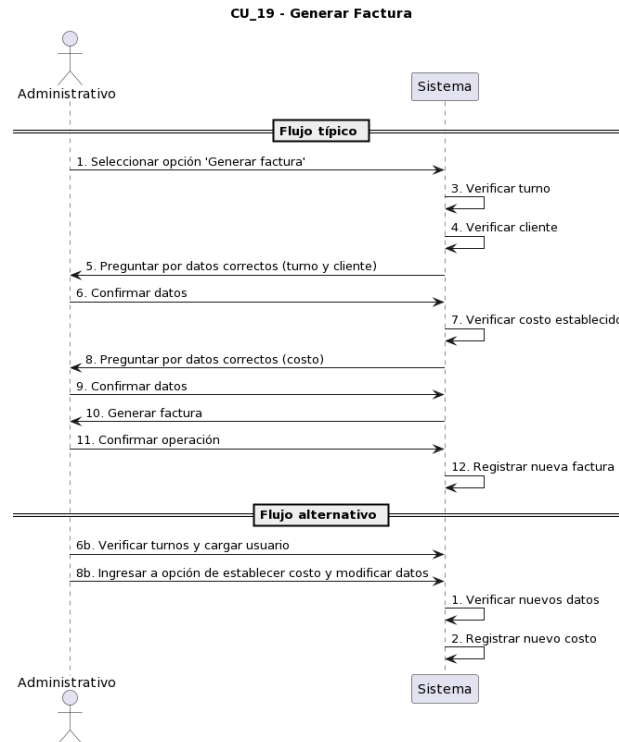 CU_19 - Generar Factura
Administrativo
Sistema
Flujo típico
1. Seleccionar opción 'Generar factura'
3. Verificar turno
4. Verificar cliente
5. Preguntar por datos correctos (turno y cliente)
6. Confirmar datos
7. Verificar costo establecido
8. Preguntar por datos correctos (costo)
9. Confirmar datos
10. Generar factura
11. Confirmar operación
12. Registrar nueva factura
Flujo alternativo
6b. Verificar turnos y cargar usuario
8b. Ingresar a opción de establecer costo y modificar datos
1. Verificar nuevos datos
2. Registrar nuevo costo
Administrativo
Sistema